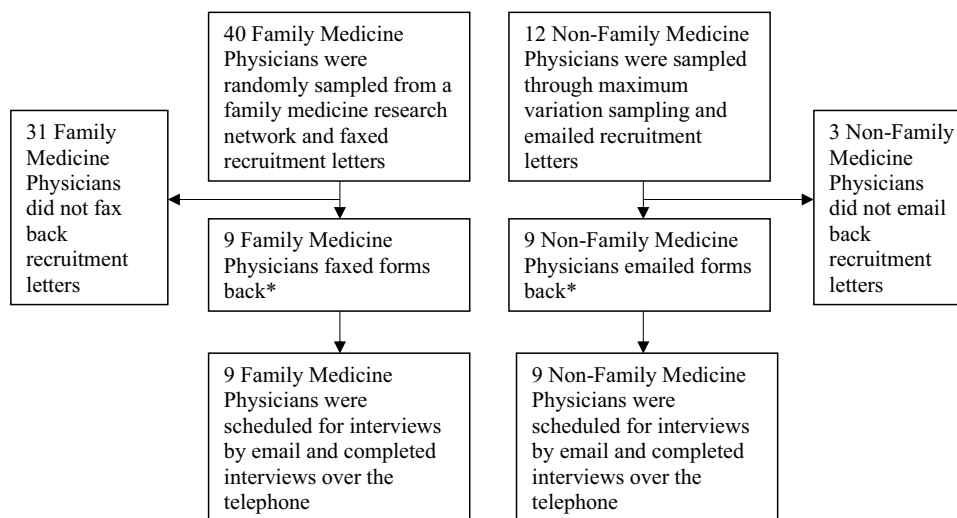 40 Family Medicine
Physicians were
randomly sampled from a
family medicine research
network and faxed
recruitment letters
12 Non-Family Medicine
Physicians were sampled
through maximum
variation sampling and
emailed recruitment
letters
31 Family
Medicine
Physicians
did not fax
back
recruitment
letters
3 Non-Family
Medicine
Physicians
did not email
back
recruitment
letters
9 Family Medicine
Physicians faxed forms
back*
9 Non-Family Medicine
Physicians emailed forms
back*
9 Family Medicine
Physicians were
scheduled for interviews
by email and completed
interviews over the
telephone
9 Non-Family Medicine
Physicians were
scheduled for interviews
by email and completed
interviews over the
telephone